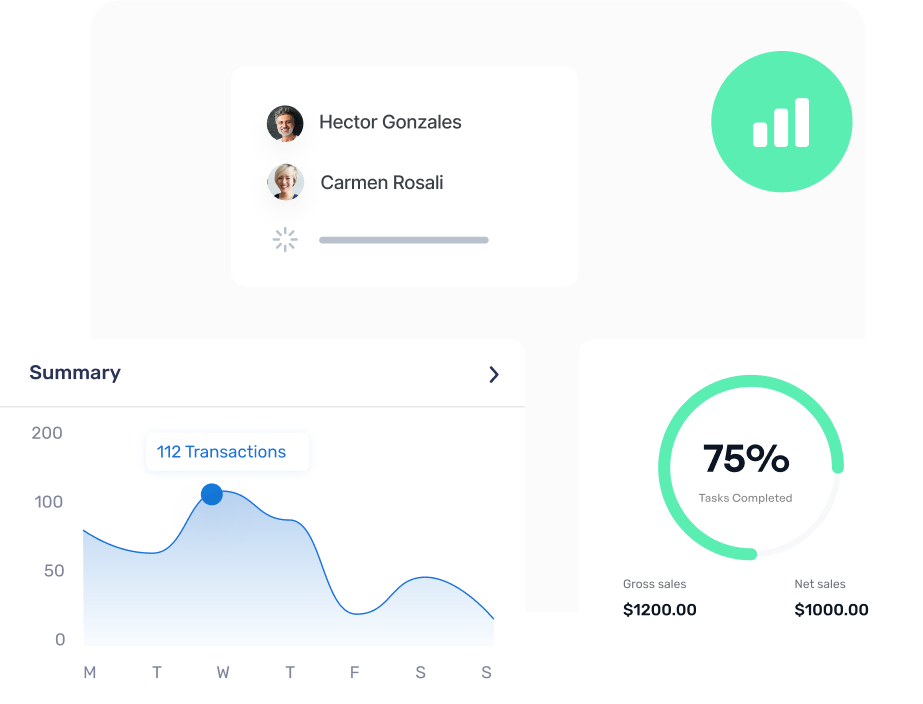 Hector Gonzales
Carmen Rosali
Summary
200
112 Transactions
100
50
0
M T W T F S S
75%
Tasks Completed
Gross sales Net sales
$1200.00 $1000.00